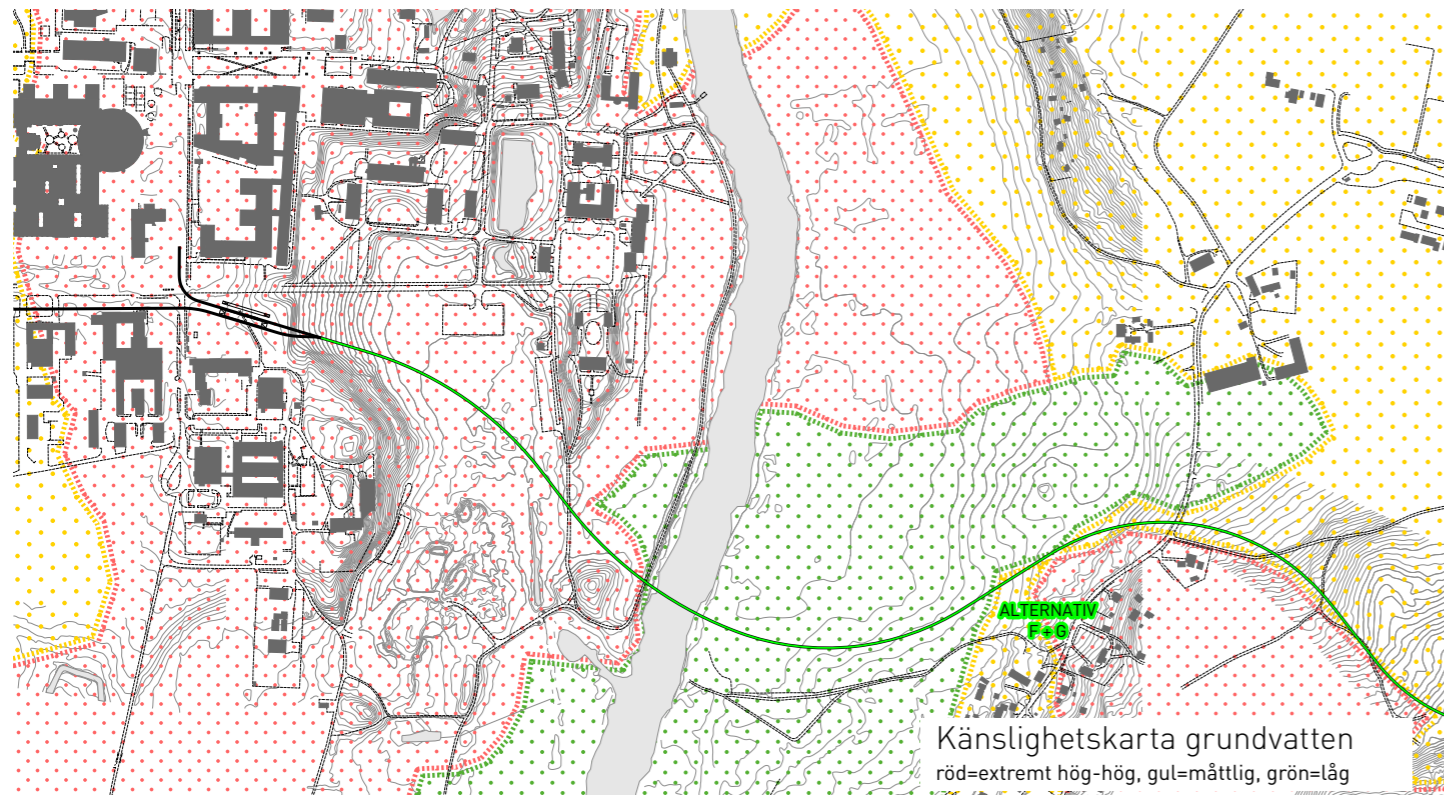 ALTERNATIV
F + G
Känslighetskarta grundvatten
röd=extremt hög-hög, gul=måttlig, grön=låg